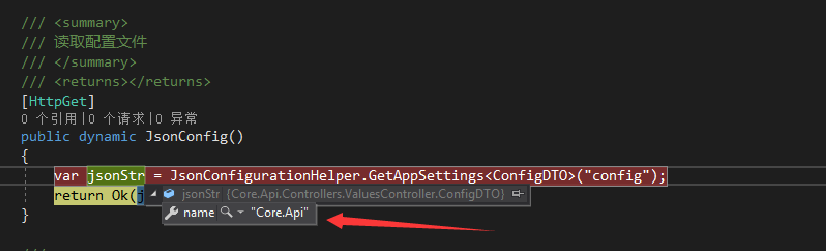 /// <summary>
/// 读取配置文件
/// </summary>
/// <returns></returns>
[HttpGet]
0 个引用|0 个请求|0 异常
public dynamic JsonConfig()
{
var jsonStr = JsonConfigurationHelper.GetAppSettings<ConfigDTO>("config");
return Ok(j
jsonStr {Core.Api.Controllers.ValuesController.ConfigDTO}
name "Core.Api"
}